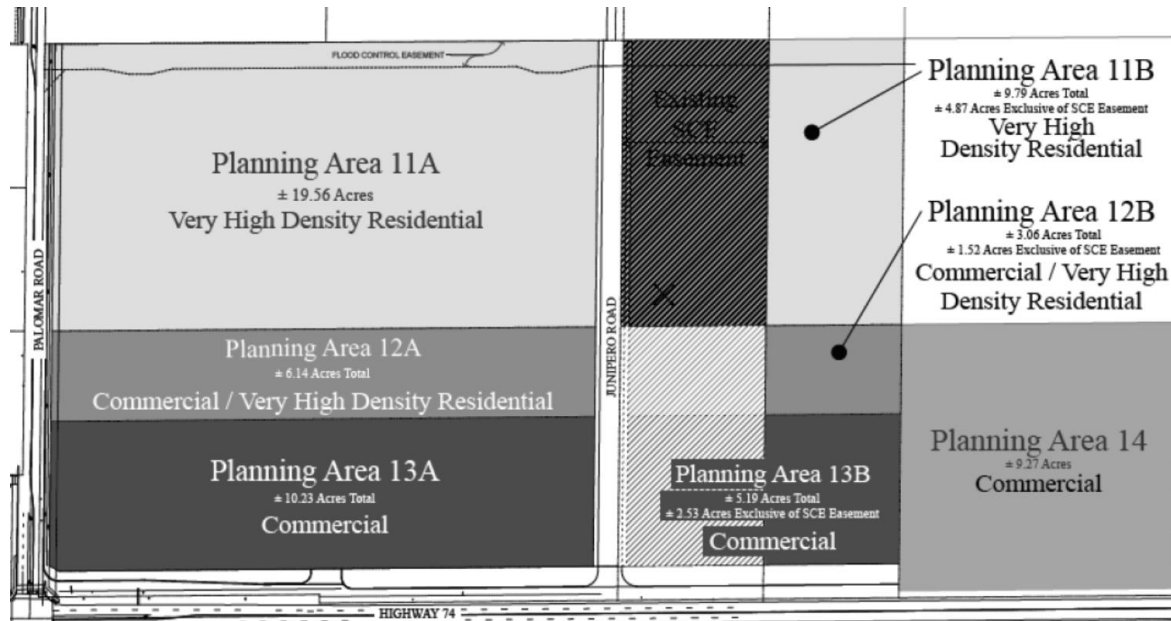 FLOOD CONTROL EASEMENT
Planning Area 11A
± 19.56 Acres
Very High Density Residential
Existing
SCE
Easement
Planning Area 11B
± 9.79 Acres Total
± 4.87 Acres Exclusive of SCE Easement
Very High
Density Residential
Planning Area 12B
± 3.06 Acres Total
± 1.52 Acres Exclusive of SCE Easement
Commercial / Very High
Density Residential
PALOMAR ROAD
Planning Area 12A
± 6.14 Acres Total
Commercial / Very High Density Residential
JUNIPERO ROAD
Planning Area 13A
± 10.23 Acres Total
Commercial
Planning Area 13B
± 5.19 Acres Total
± 2.53 Acres Exclusive of SCE Easement
Commercial
Planning Area 14
± 9.27 Acres
Commercial
HIGHWAY 74